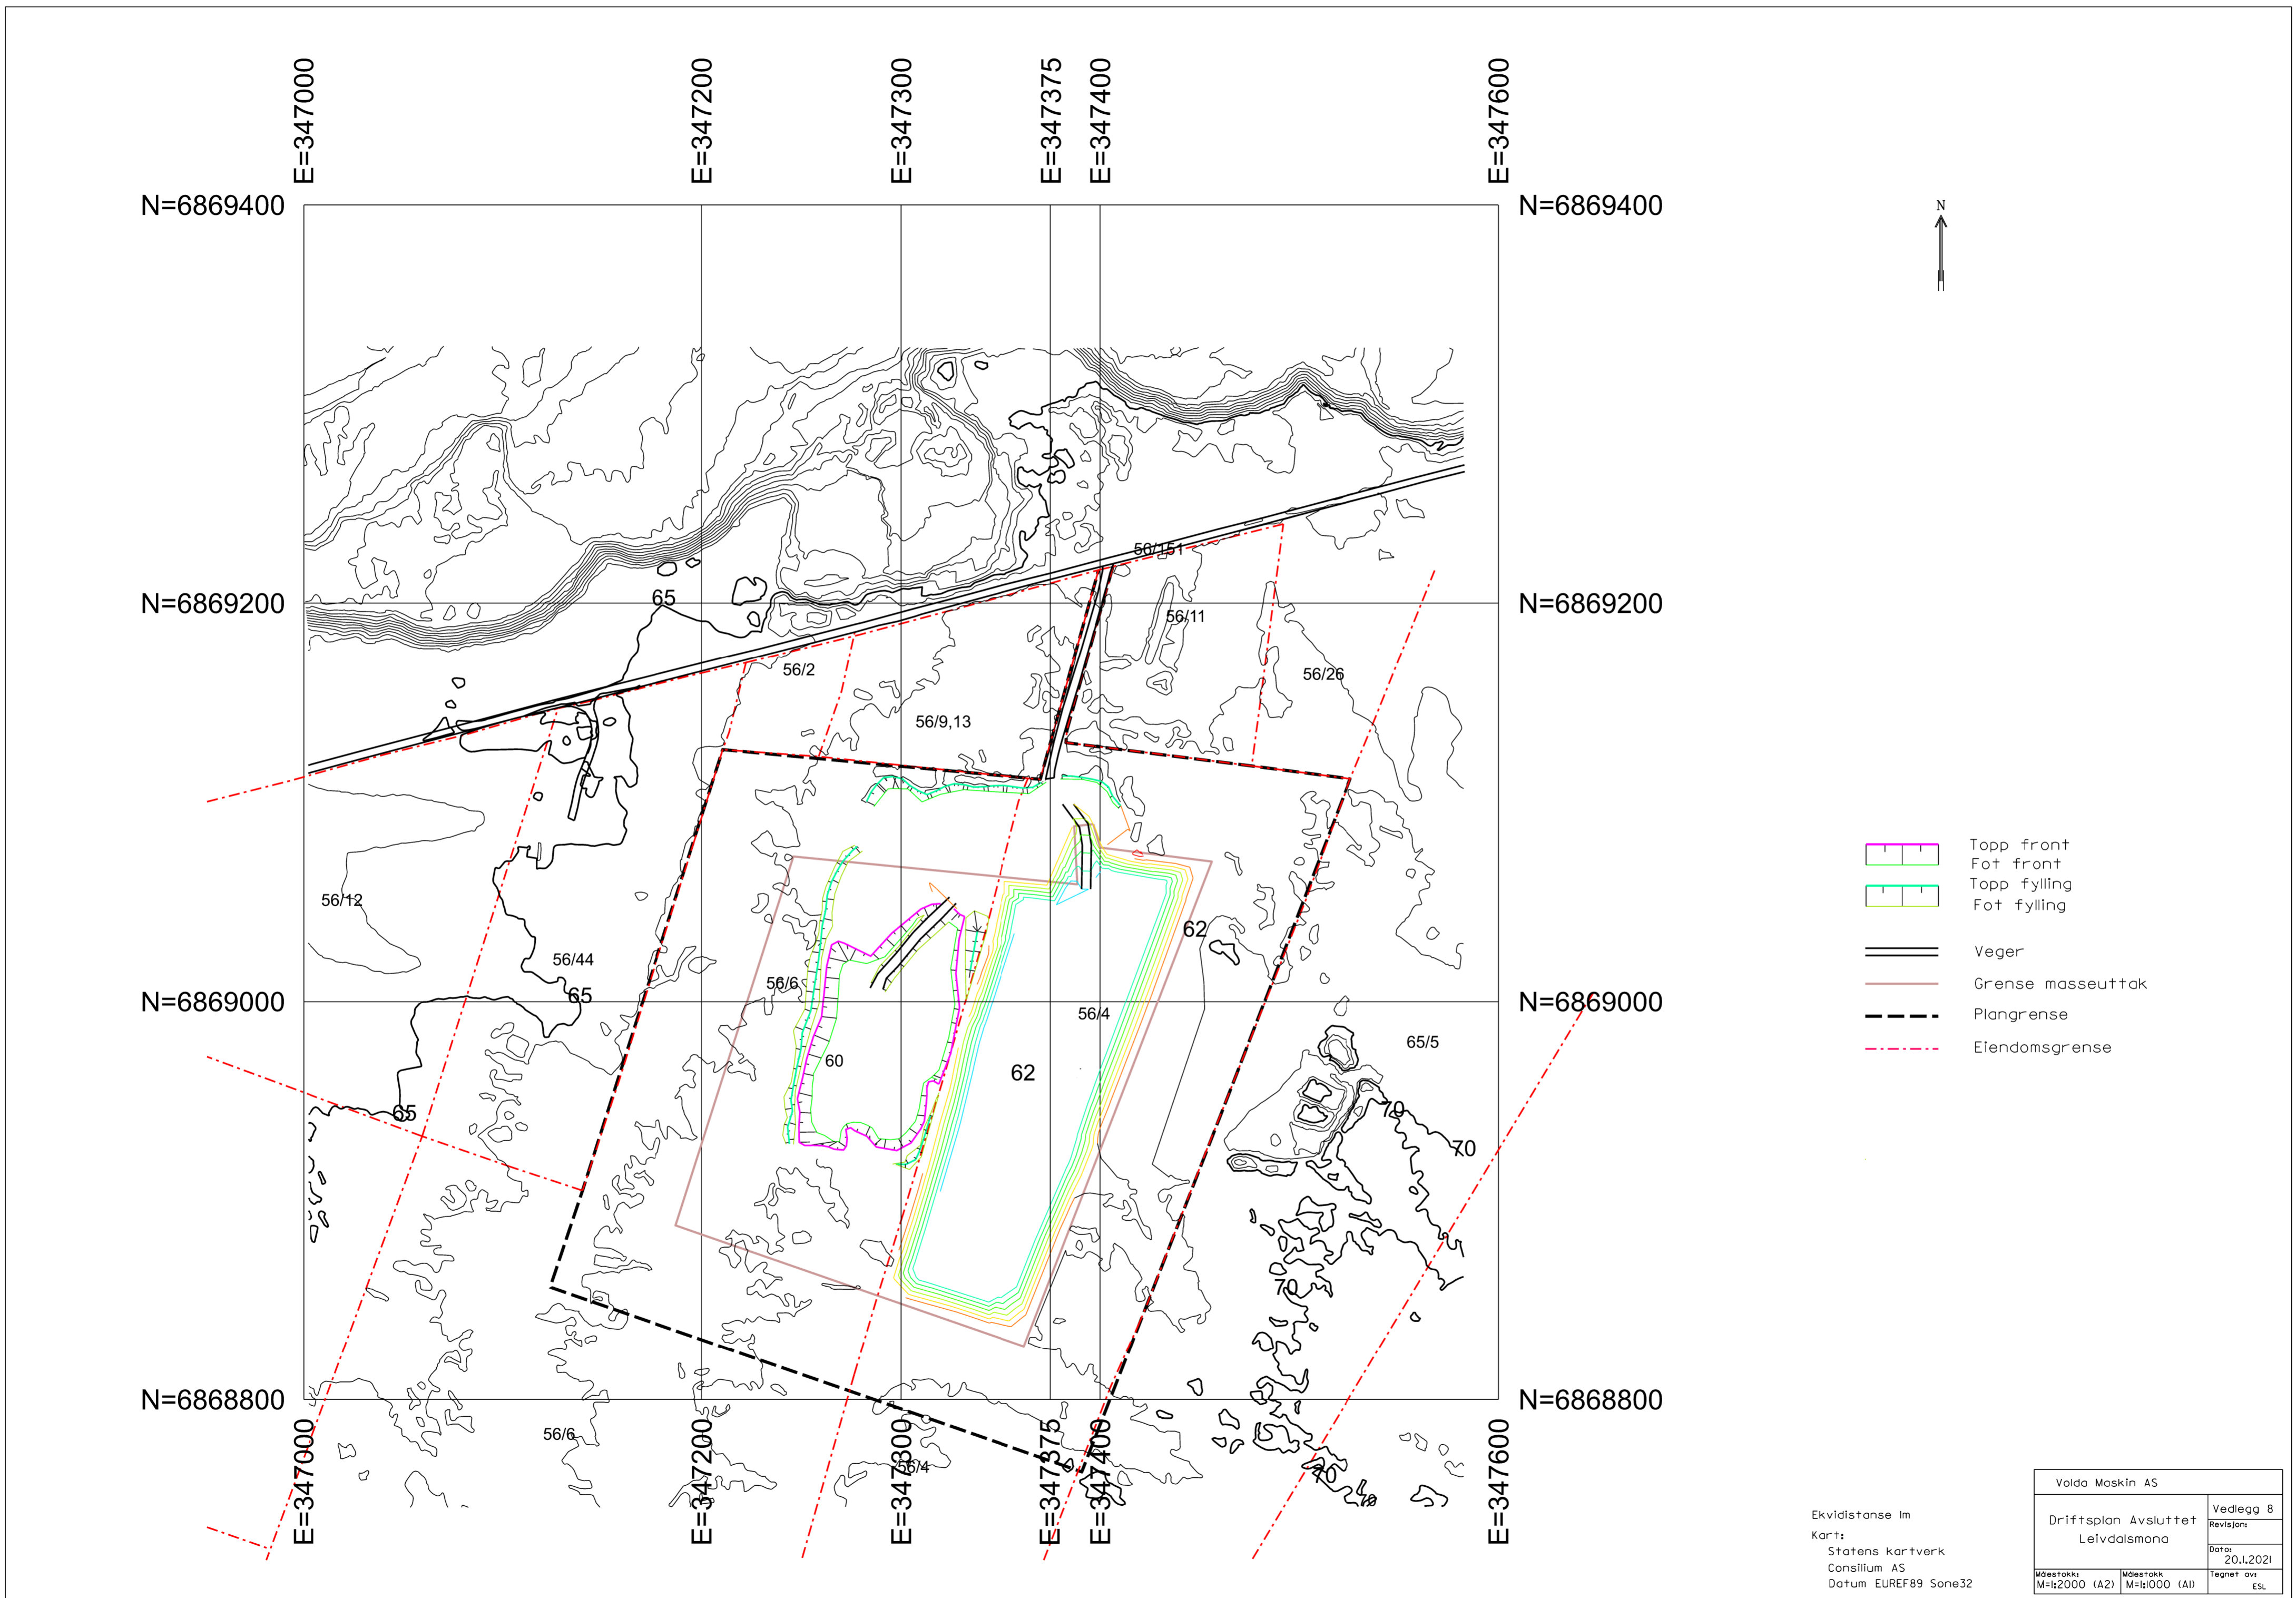 E=347000
E=347200
E=347300
E=347375
E=347400
E=347600
N=6869400
N=6869400
N
56/151
65
N=6869200
N=6869200
56/11
56/2
56/26
56/9,13
Topp front
Fot front
Topp fylling
Fot fylling
56/12
62
56/44
Veger
56/6
Grense masseuttak
65
N=6869000
N=6869000
56/4
Plangrense
65/5
Eiendomsgrense
60
62
65
70
70
70
N=6868800
N=6868800
56/6
56/4
70
70
E=347000
E=347200
E=347300
E=347375
E=347400
E=347600
Ekvidistanse 1m
Kart:
Statens kartverk
Consilium AS
Datum EUREF89 Sone32
Volda Maskin AS
Driftsplan Avsluttet
Leivdalsmona
Vedlegg 8
Revisjon:
Dato:
20.1.2021
Målestokk:
M=1:2000 (A2)
Målestokk
M=1:1000 (A1)
Tegnet av:
ESL